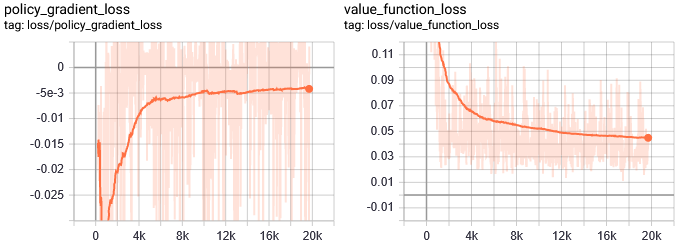 policy_gradient_loss
tag: loss/policy_gradient_loss
0
-5e-3
-0.01
-0.015
-0.02
-0.025
0 4k 8k 12k 16k 20k
value_function_loss
tag: loss/value_function_loss
0.11
0.09
0.07
0.05
0.03
0.01
-0.01
0 4k 8k 12k 16k 20k